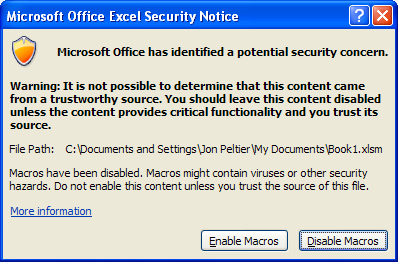 Microsoft Office Excel Security Notice
Microsoft Office has identified a potential security concern.
Warning: It is not possible to determine that this content came
from a trustworthy source. You should leave this content disabled
unless the content provides critical functionality and you trust its
source.
File Path: C:\Documents and Settings\Jon Peltier\My Documents\Book1.xlsm
Macros have been disabled. Macros might contain viruses or other security
hazards. Do not enable this content unless you trust the source of this file.
More information
Enable Macros Disable Macros